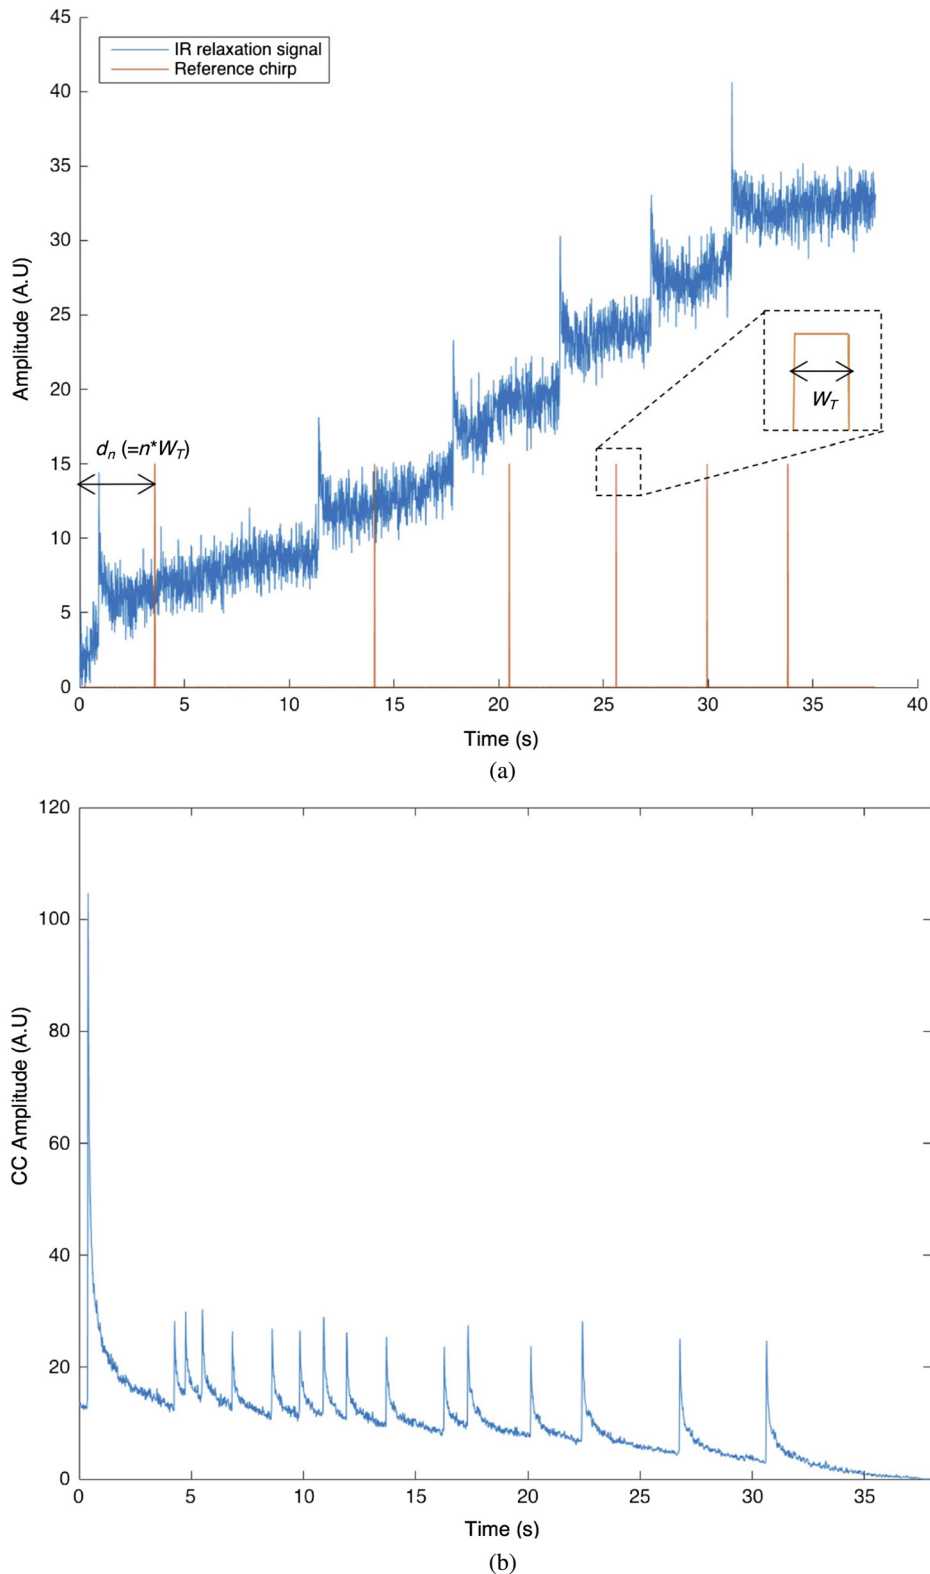 45
40
35
30
25
20
15
10
5
0
Amplitude (A.U)
IR relaxation signal
Reference chirp
d_n (=n*W_T)
W_T
0 5 10 15 20 25 30 35 40
Time (s)
(a)
120
100
80
60
40
20
0
CC Amplitude (A.U)
0 5 10 15 20 25 30 35
Time (s)
(b)